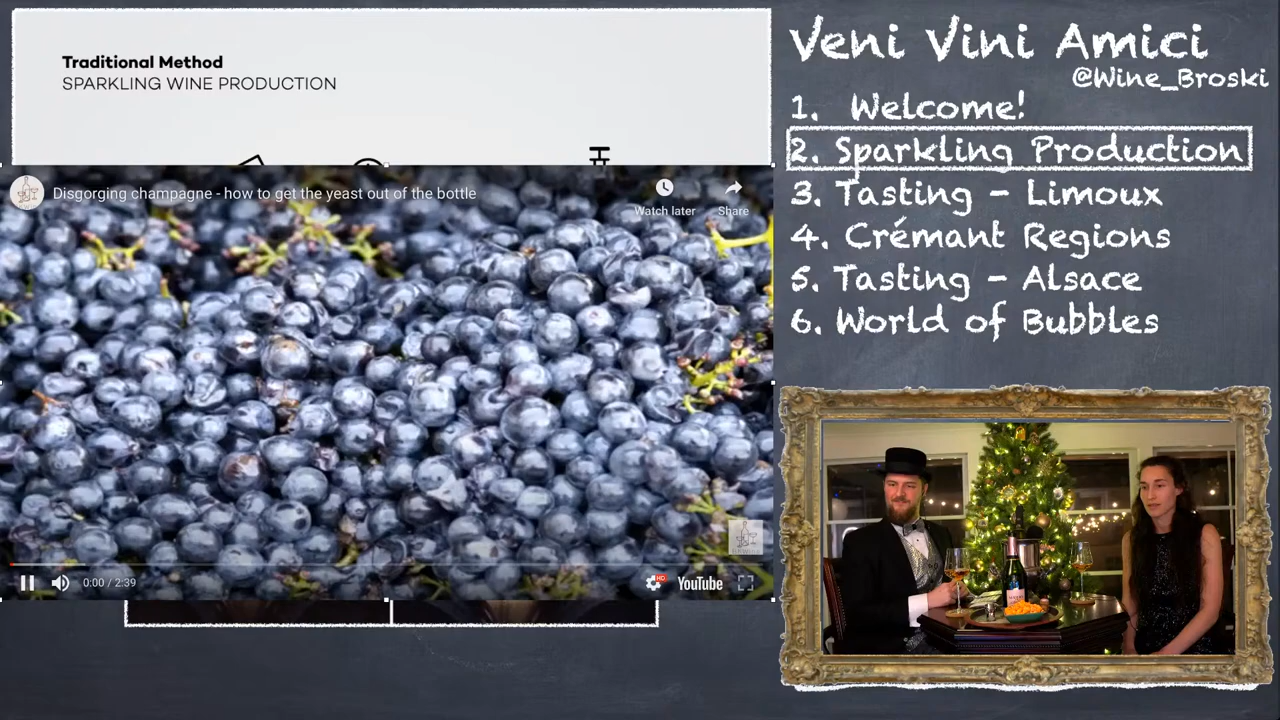 Traditional Method
SPARKLING WINE PRODUCTION
Disgorging champagne - how to get the yeast out of the bottle
Watch later
Share
0:00 / 2:39
HD
YouTube
Veni Vini Amici
@Wine_Broski
1. Welcome!
2. Sparkling Production
3. Tasting - Limoux
4. Crémant Regions
5. Tasting - Alsace
6. World of Bubbles